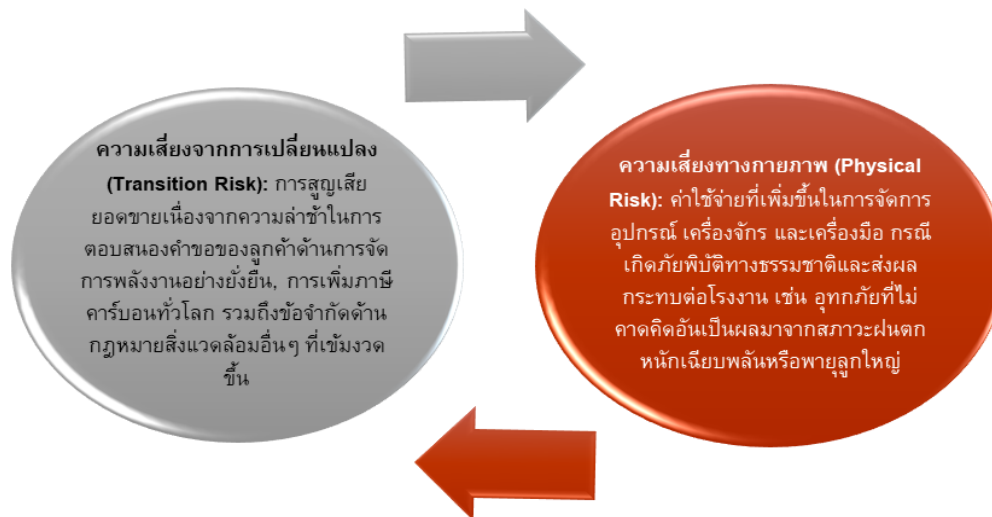 ความเสี่ยงจากการเปลี่ยนแปลง
(Transition Risk): การสูญเสีย
ยอดขายเนื่องจากความล่าช้าในการ
ตอบสนองคำขอของลูกค้าด้านการจัด
การพลังงานอย่างยั่งยืน, การเพิ่มภาษี
คาร์บอนทั่วโลก รวมถึงข้อจำกัดด้าน
กฎหมายสิ่งแวดล้อมอื่นๆ ที่เข้มงวด
ขึ้น
ความเสี่ยงทางกายภาพ (Physical
Risk): ค่าใช้จ่ายที่เพิ่มขึ้นในการจัดการ
อุปกรณ์ เครื่องจักร และเครื่องมือ กรณี
เกิดภัยพิบัติทางธรรมชาติและส่งผล
กระทบต่อโรงงาน เช่น อุทกภัยที่ไม่
คาดคิดอันเป็นผลมาจากสภาวะฝนตก
หนักเฉียบพลันหรือพายุลูกใหญ่